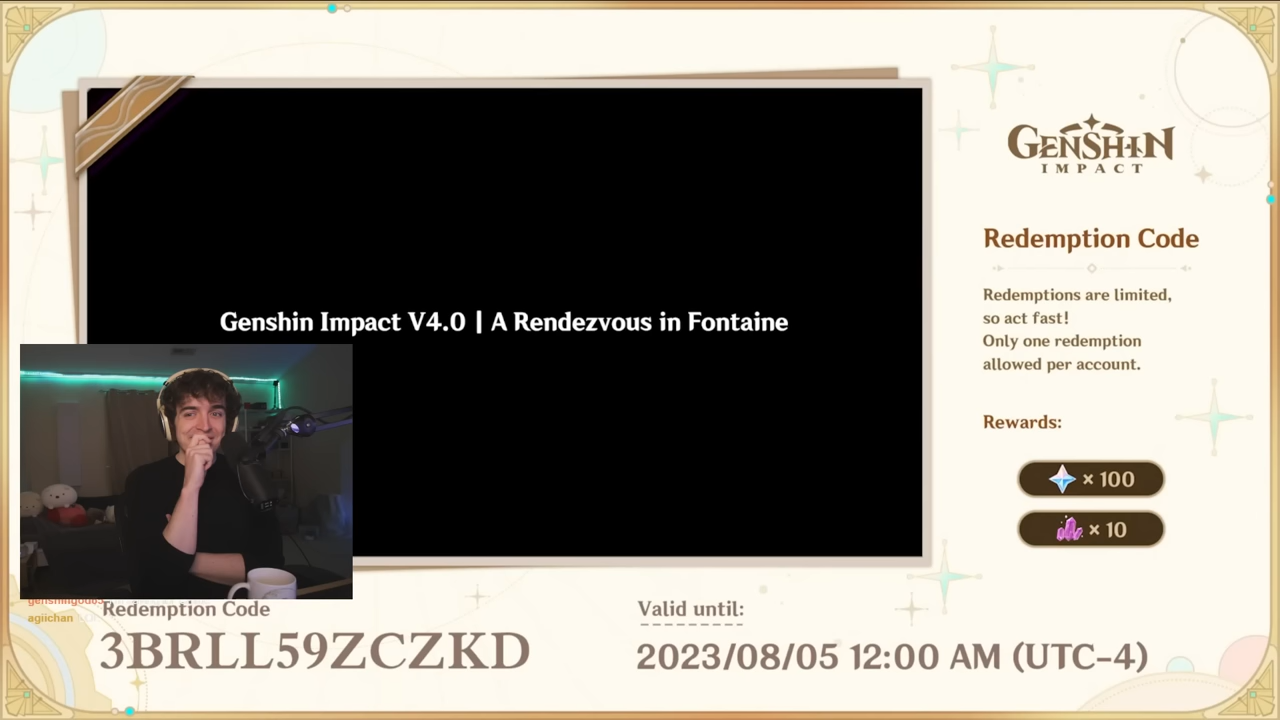 GENSHIN
IMPACT
Redemption Code
Redemptions are limited,
so act fast!
Only one redemption
allowed per account.
Rewards:
× 100
× 10
Genshin Impact V4.0 | A Rendezvous in Fontaine
agiichan
Redemption Code
3BRLL59ZCZKD
Valid until:
2023/08/05 12:00 AM (UTC-4)